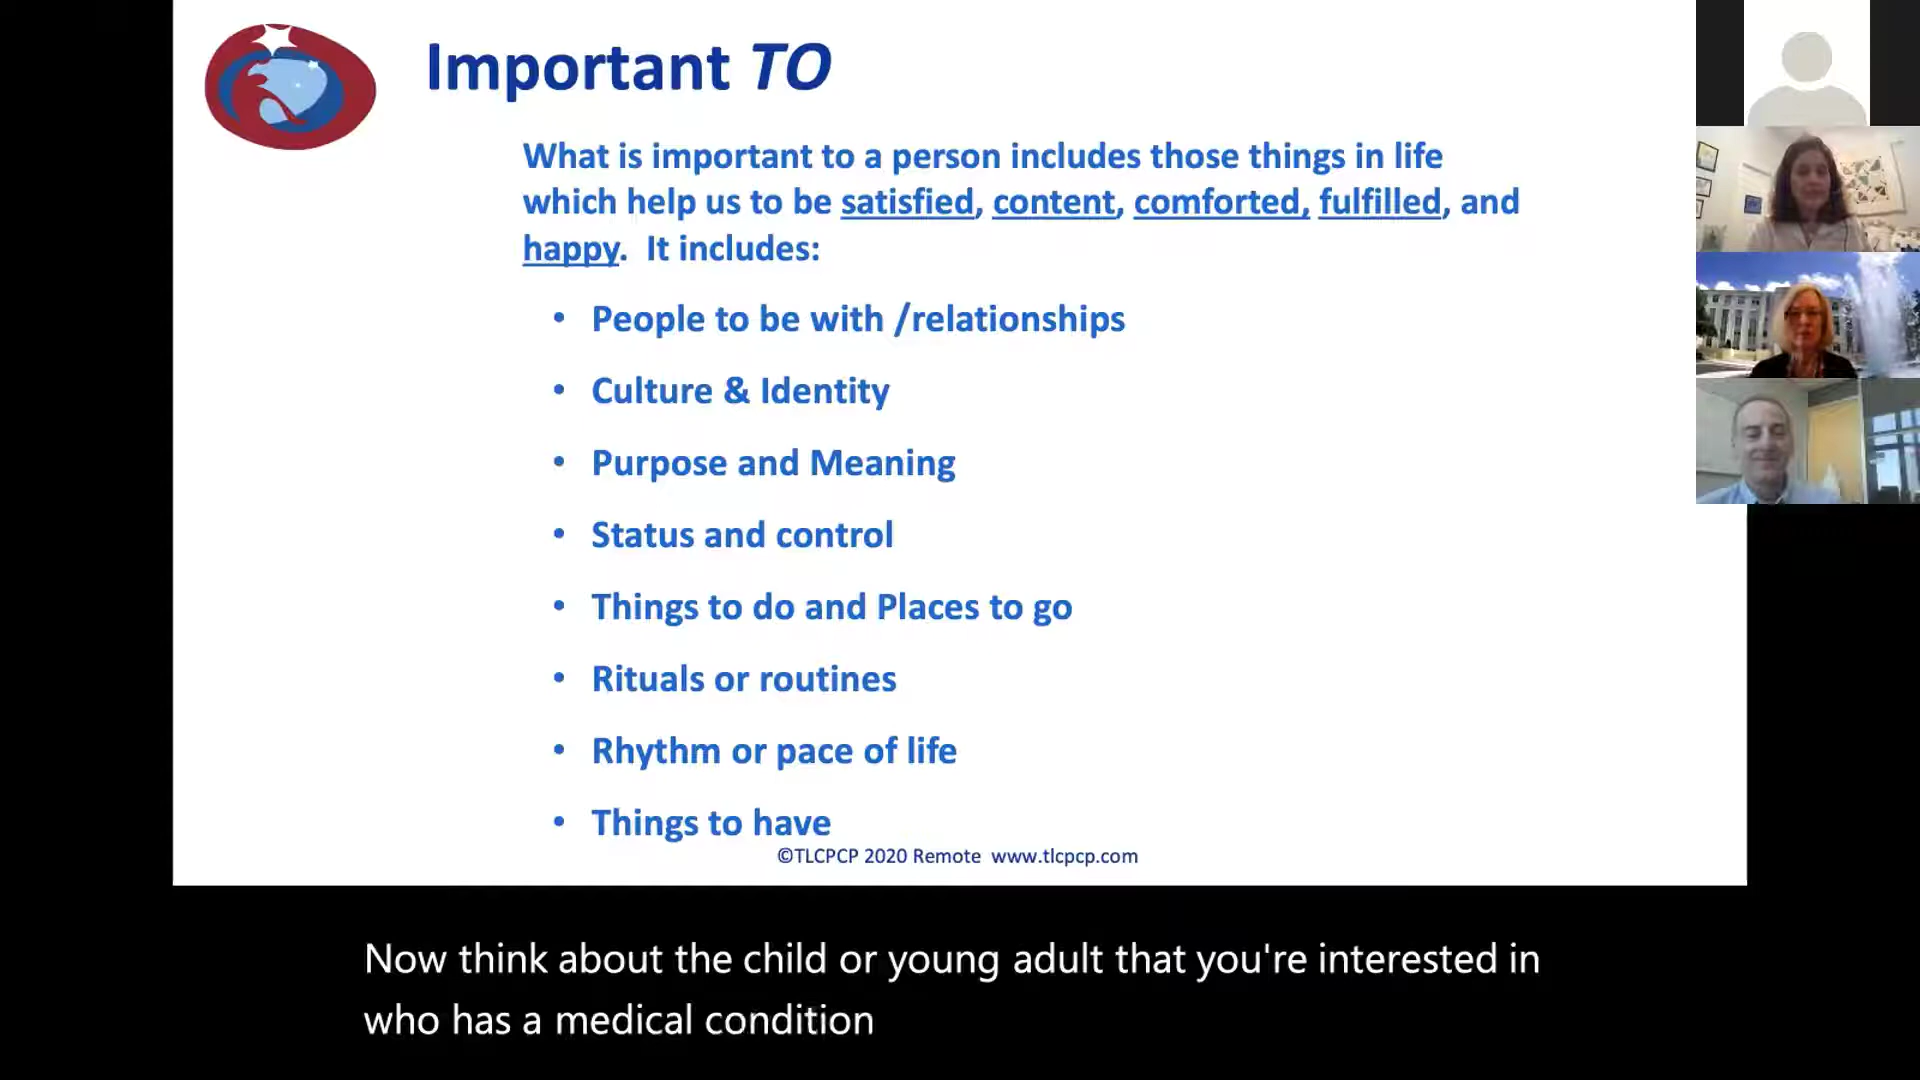 Important TO
What is important to a person includes those things in life
which help us to be satisfied, content, comforted, fulfilled, and
happy.  It includes:
• People to be with /relationships
• Culture & Identity
• Purpose and Meaning
• Status and control
• Things to do and Places to go
• Rituals or routines
• Rhythm or pace of life
• Things to have
©TLCPCP 2020 Remote  www.tlcpcp.com
Now think about the child or young adult that you're interested in
who has a medical condition